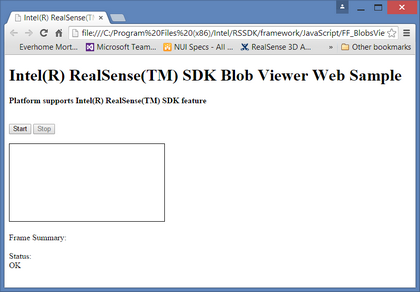 Intel(R) RealSense(TM
file:///C:/Program%20Files%20(x86)/Intel/RSSDK/framework/JavaScript/FF_BlobsVie
Everhome Mort... Microsoft Team... NUI Specs - All ... RealSense 3D A... » Other bookmarks
Intel(R) RealSense(TM) SDK Blob Viewer Web Sample
Platform supports Intel(R) RealSense(TM) SDK feature
Start Stop
Frame Summary:
Status:
OK